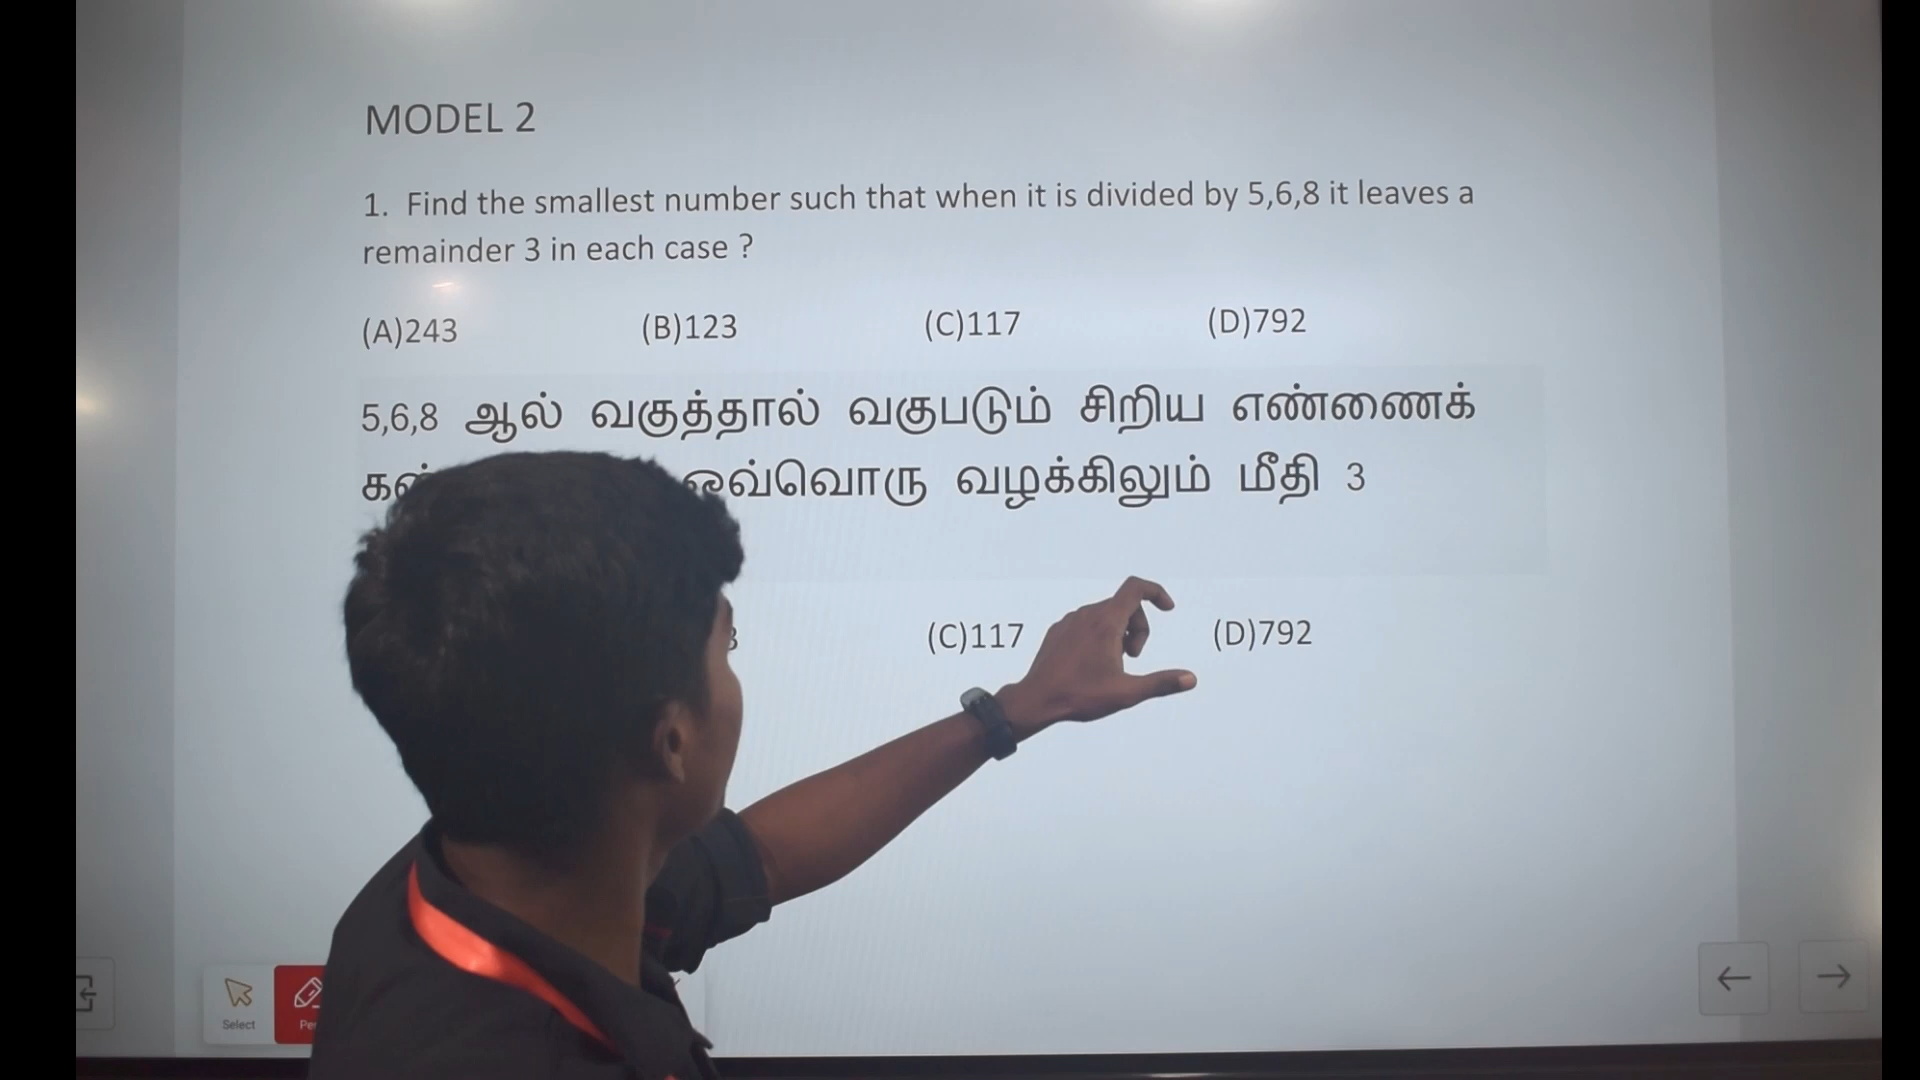 MODEL 2
1. Find the smallest number such that when it is divided by 5,6,8 it leaves a
remainder 3 in each case ?
(A)243 (B)123 (C)117 (D)792
5,6,8 ஆல் வகுத்தால் வகுபடும் சிறிய எண்ணைக்
ஒவ்வொரு வழக்கிலும் மீதி 3
(C)117 (D)792
Select